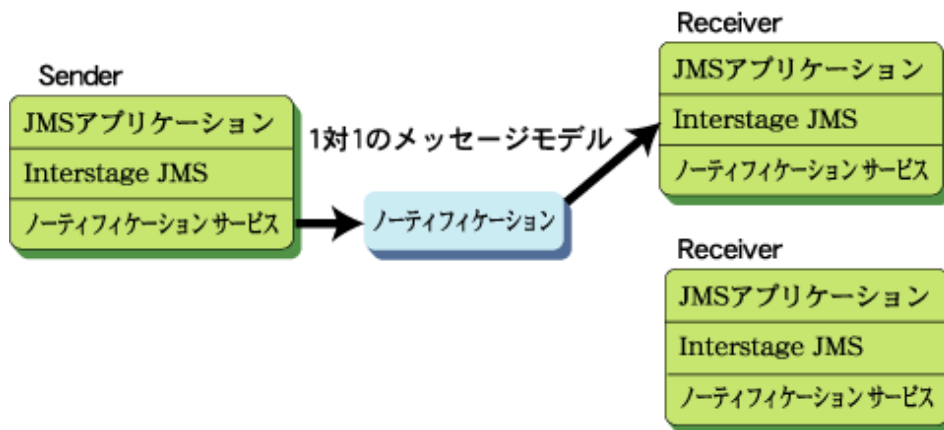 Sender
JMSアプリケーション
Interstage JMS
ノーティフィケーションサービス
1対1のメッセージモデル
ノーティフィケーション
Receiver
JMSアプリケーション
Interstage JMS
ノーティフィケーションサービス
Receiver
JMSアプリケーション
Interstage JMS
ノーティフィケーションサービス